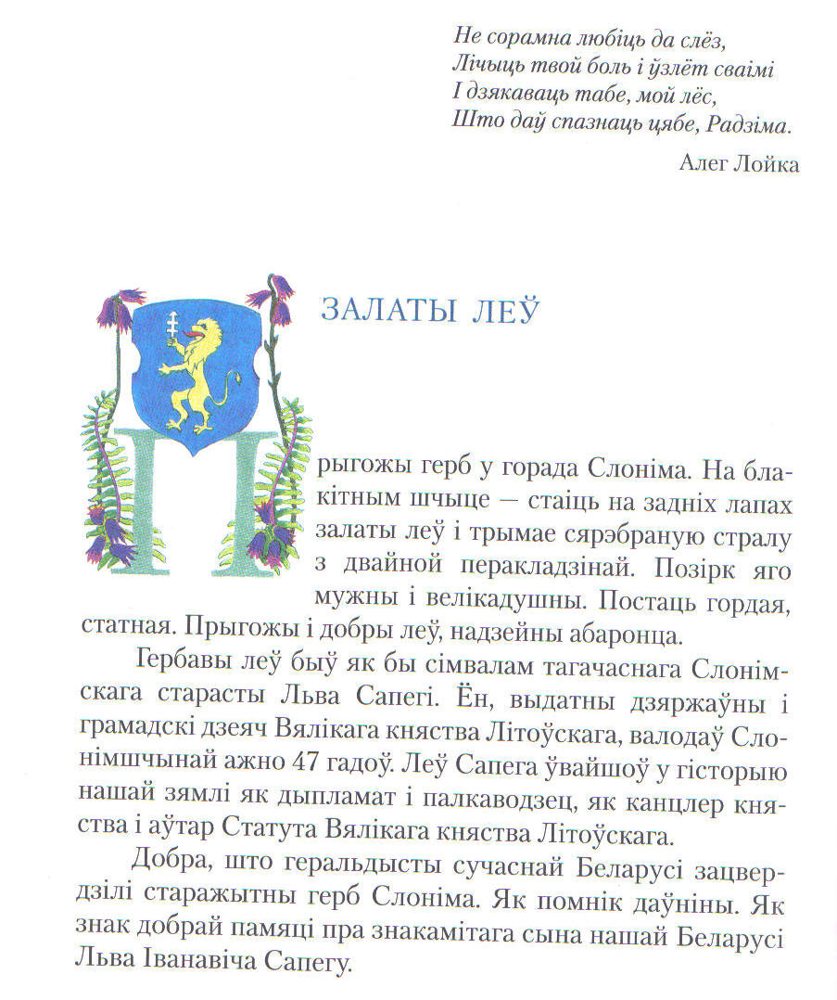 Не сорамна любіць да слёз,
Лічыць твой боль і ўзлёт сваімі
І дзякаваць табе, мой лёс,
Што даў спазнаць цябе, Радзіма.
Алег Лойка
ЗАЛАТЫ ЛЕЎ
Прыгожы герб у горада Слоніма. На бла-
кітным шчыце — стаіць на задніх лапах
залаты леў і трымае сярэбраную стралу
з двайной перакладзінай. Позірк яго
мужны і велікадушны. Постаць гордая,
статная. Прыгожы і добры леў, надзейны абаронца.
Гербавы леў быў як бы сімвалам тагачаснага Слонім-
скага старасты Льва Сапегі. Ён, выдатны дзяржаўны і
грамадскі дзеяч Вялікага княства Літоўскага, валодаў Сло-
німшчынай ажно 47 гадоў. Леў Сапега ўвайшоў у гісторыю
нашай зямлі як дыпламат і палкаводзец, як канцлер кня-
ства і аўтар Статута Вялікага княства Літоўскага.
Добра, што геральдысты сучаснай Беларусі зацвер-
дзілі старажытны герб Слоніма. Як помнік даўніны. Як
знак добрай памяці пра знакамітага сына нашай Беларусі
Льва Іванавіча Сапегу.